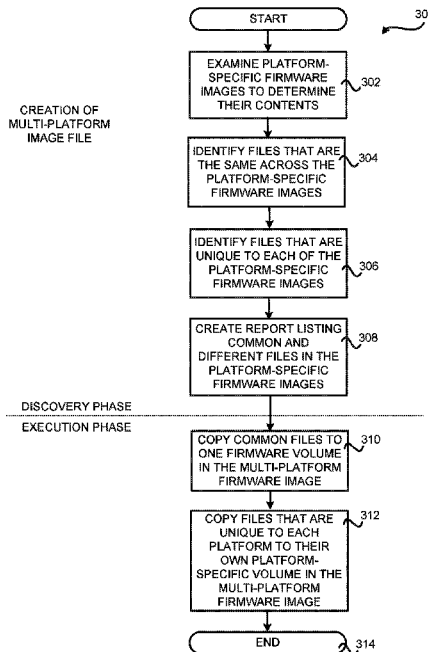 START
30
EXAMINE PLATFORM-
SPECIFIC FIRMWARE
IMAGES TO DETERMINE
THEIR CONTENTS
302
CREATION OF
MULTI-PLATFORM
IMAGE FILE
IDENTIFY FILES THAT ARE
THE SAME ACROSS THE
PLATFORM-SPECIFIC
FIRMWARE IMAGES
304
IDENTIFY FILES THAT ARE
UNIQUE TO EACH OF THE
PLATFORM-SPECIFIC
FIRMWARE IMAGES
306
CREATE REPORT LISTING
COMMON AND
DIFFERENT FILES IN THE
PLATFORM-SPECIFIC
FIRMWARE IMAGES
308
DISCOVERY PHASE
EXECUTION PHASE
COPY COMMON FILES TO
ONE FIRMWARE VOLUME
IN THE MULTI-PLATFORM
FIRMWARE IMAGE
310
COPY FILES THAT ARE
UNIQUE TO EACH
PLATFORM TO THEIR
OWN PLATFORM-
SPECIFIC VOLUME IN THE
MULTI-PLATFORM
FIRMWARE IMAGE
312
END
314